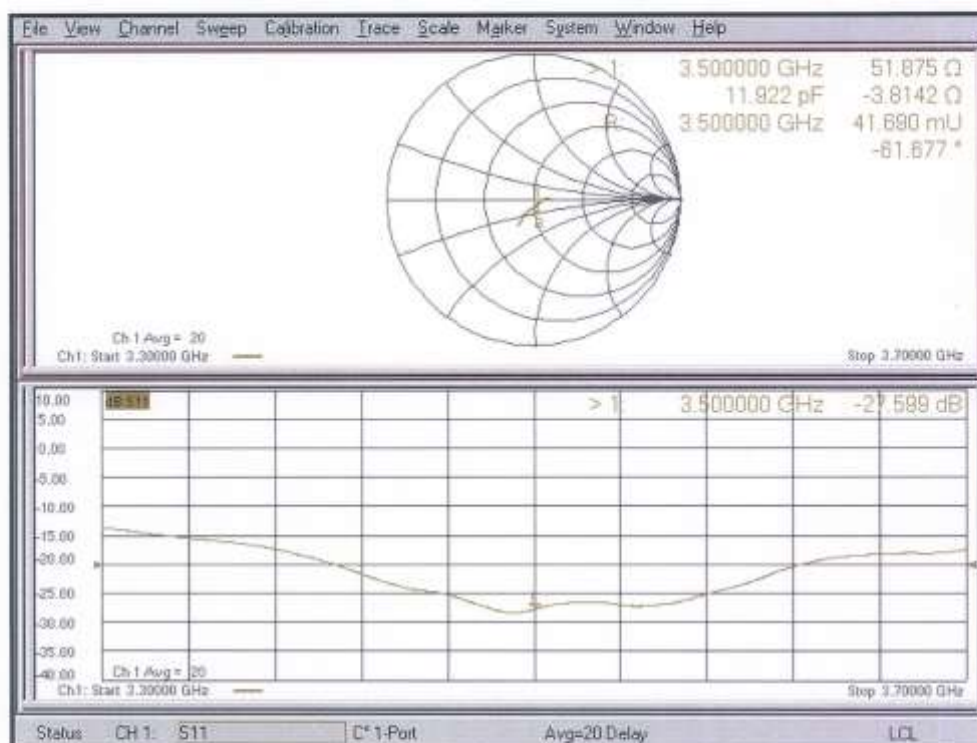 File View Channel Sweep Calibration Trace Scale Marker System Window Help
> 1 3.500000 GHz 51.875 Ω
11.922 pF -3.8142 Ω
R 3.500000 GHz 41.690 mU
-61.677 °
Ch 1 Avg = 20
Ch1: Start 3.30000 GHz
Stop 3.70000 GHz
10.00
dB S11
> 1: 3.500000 GHz -27.599 dB
5.00
0.00
-5.00
-10.00
-15.00
-20.00
-25.00
-30.00
-35.00
-40.00
Ch 1 Avg = 20
Ch1: Start 3.30000 GHz
Stop 3.70000 GHz
Status CH 1: S11 C* 1-Port Avg=20 Delay LCL